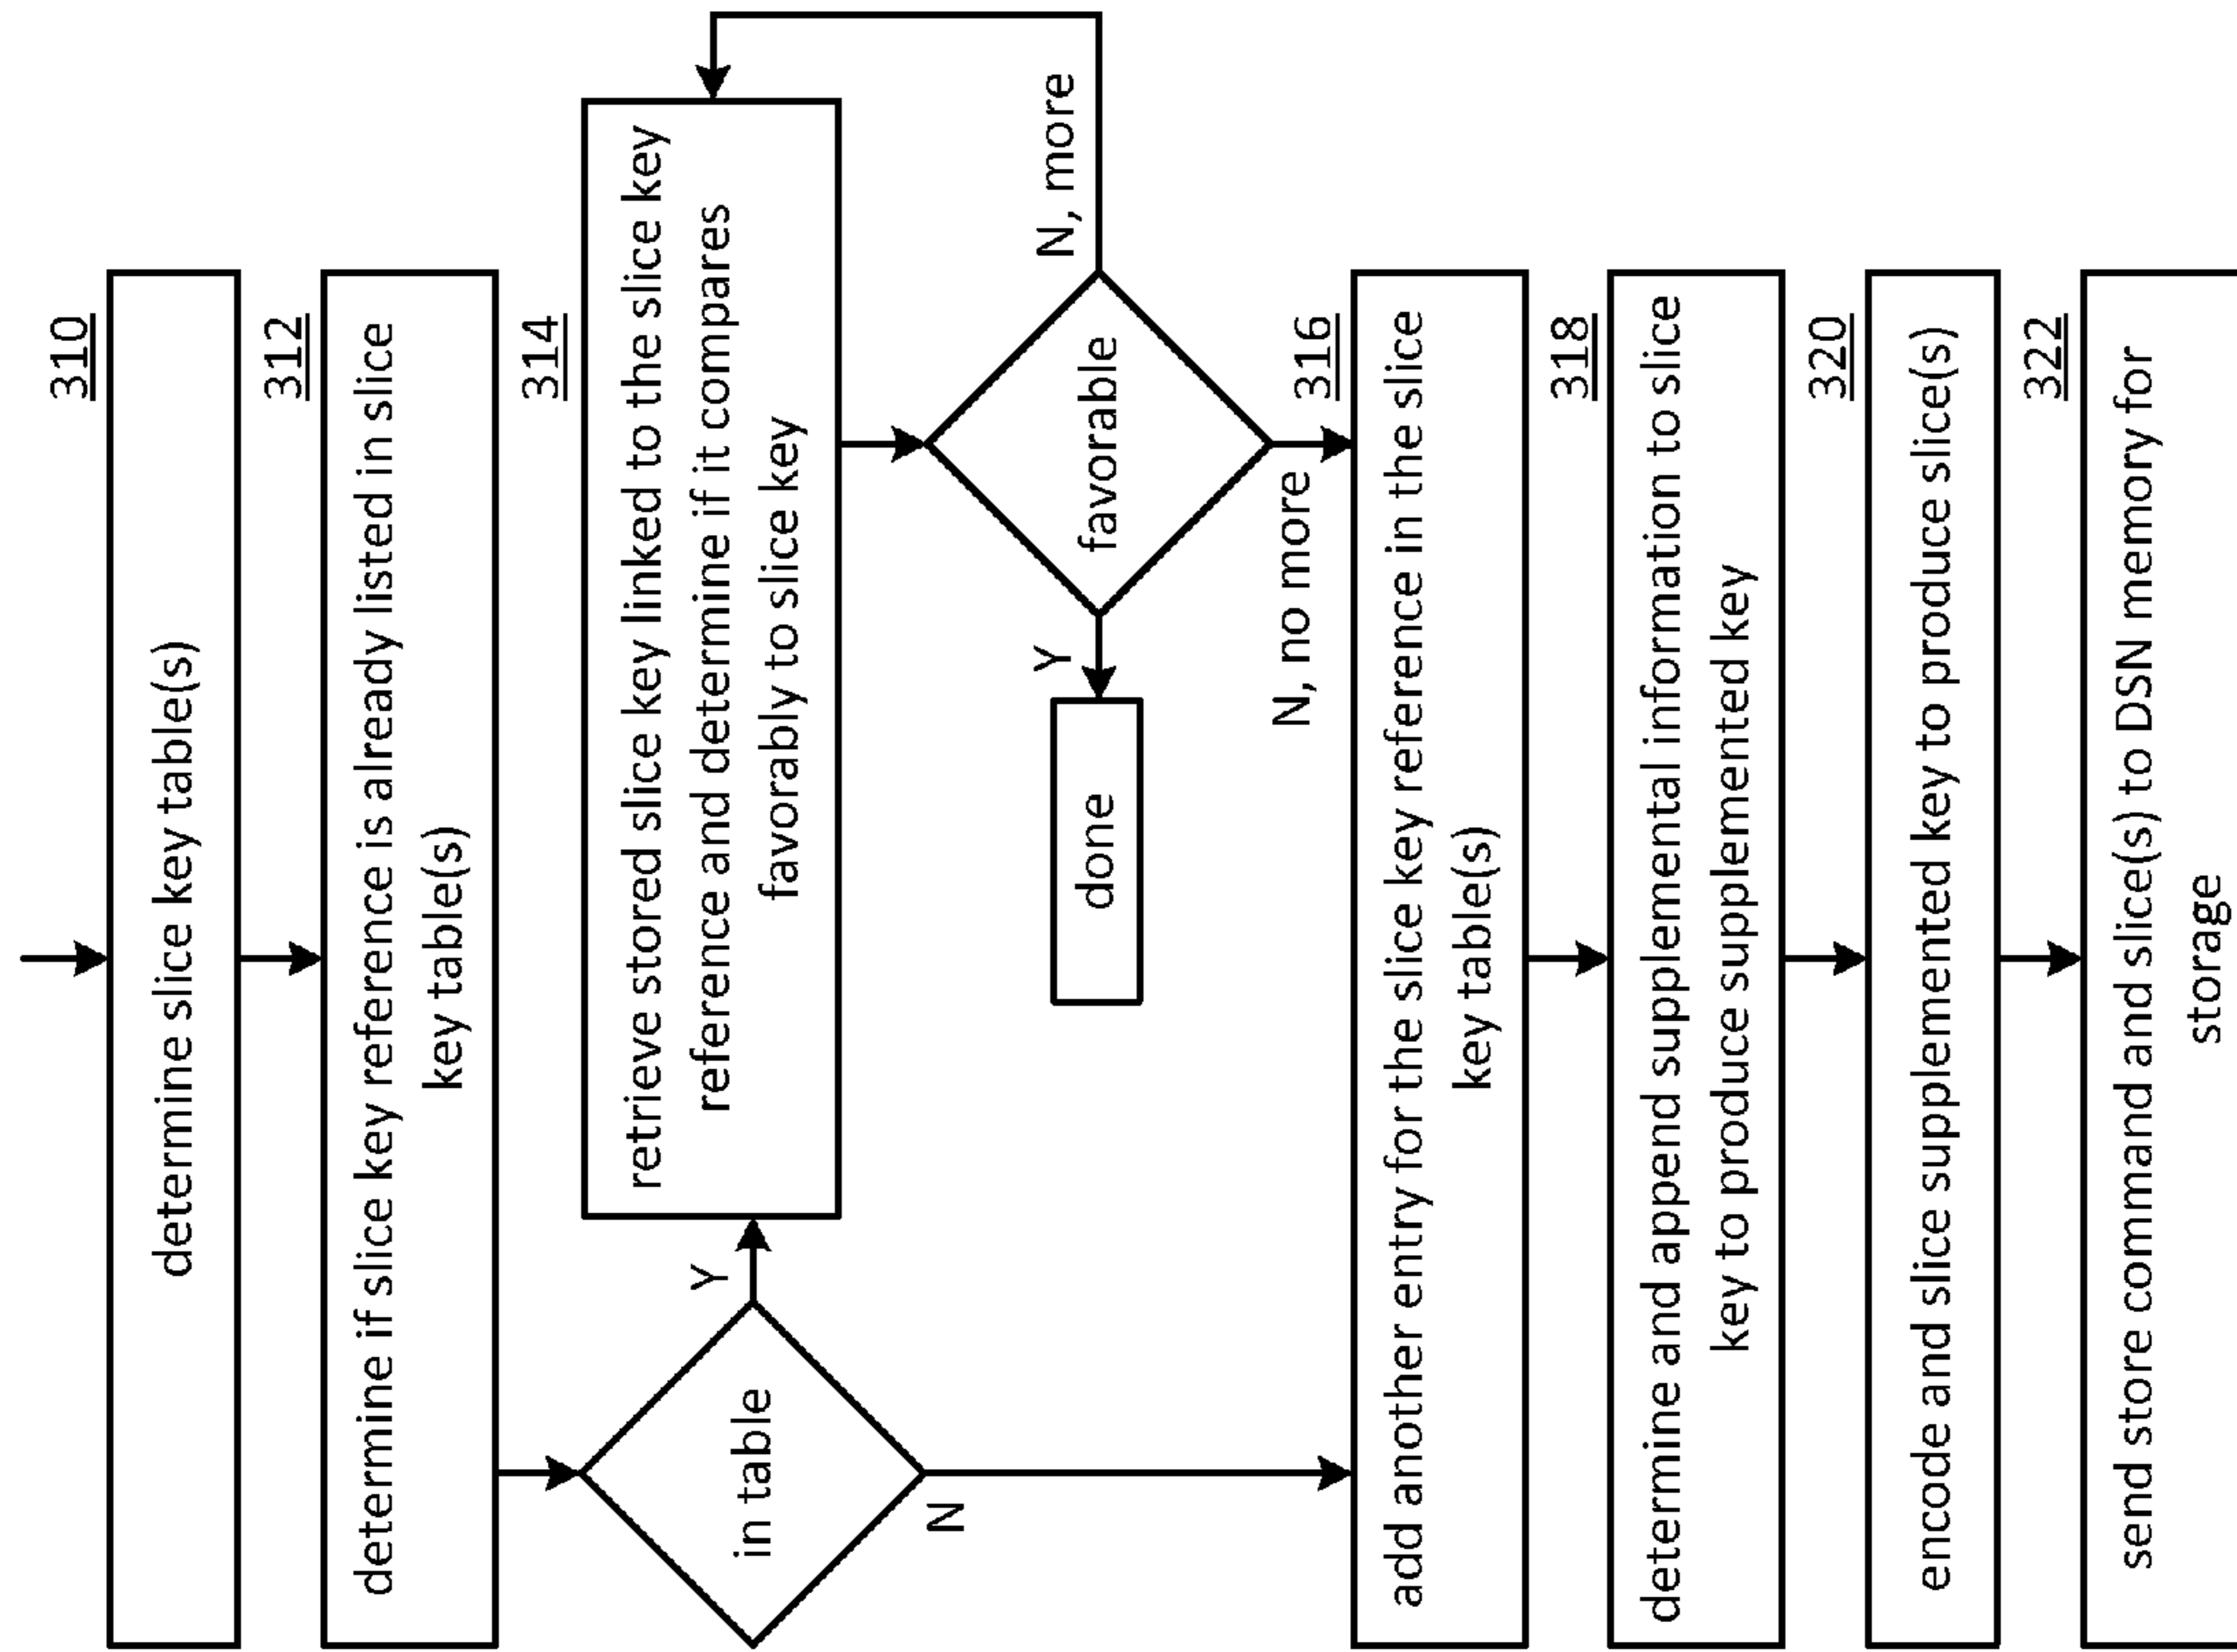 310
determine slice key table(s)
312
determine if slice key reference is already listed in slice
key table(s)
in table
Y
N
314
retrieve stored slice key linked to the slice key
reference and determine if it compares
favorably to slice key
favorable
N, more
Y
done
N, no more
316
add another entry for the slice key reference in the slice
key table(s)
318
determine and append supplemental information to slice
key to produce supplemented key
320
encode and slice supplemented key to produce slice(s)
322
send store command and slice(s) to DSN memory for
storage